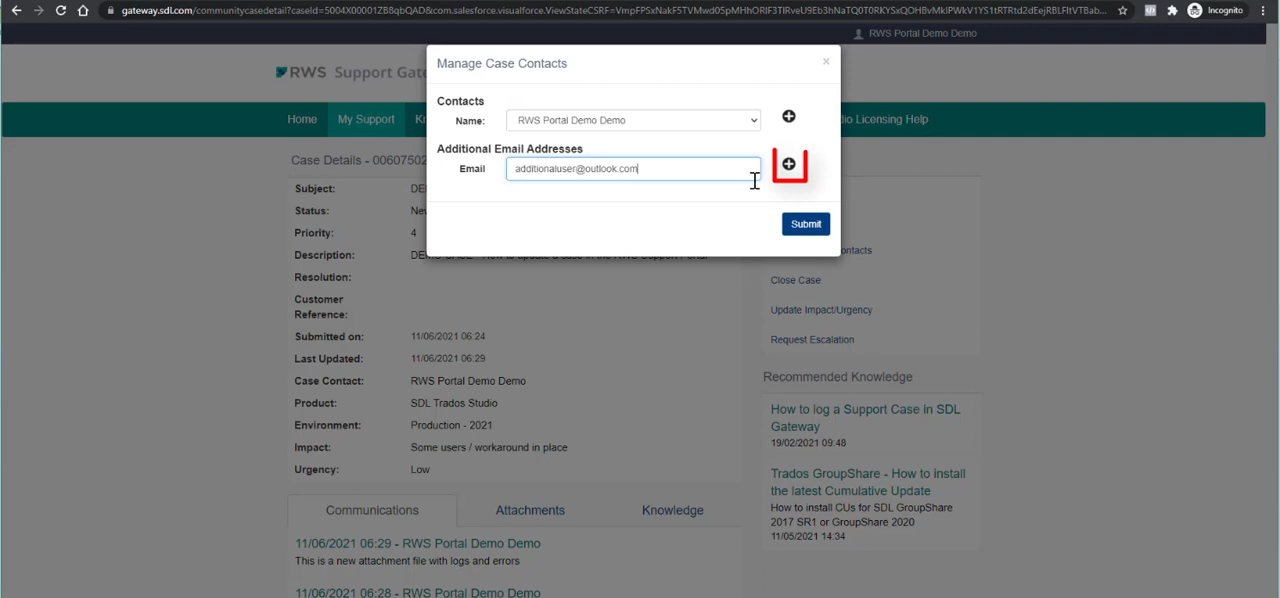 gateway.sdl.com/communitycasedetail?caseId=5004X00001ZB8qbQAD&com.salesforce.visualforce.ViewStateCSRF=
Incognito
RWS Portal Demo Demo
RWS Support Gate
Home My Support Kn
io Licensing Help
Manage Case Contacts ×
Contacts
Name: RWS Portal Demo Demo
Additional Email Addresses
Email additionaluser@outlook.com
Submit
Case Details - 00607502
Subject: DE
Status: New
Priority: 4
Description:
Resolution:
Customer
Reference:
Submitted on: 11/06/2021 06:24
Last Updated: 11/06/2021 06:29
Case Contact: RWS Portal Demo Demo
Product: SDL Trados Studio
Environment: Production - 2021
Impact: Some users / workaround in place
Urgency: Low
ontacts
Close Case
Update Impact/Urgency
Request Escalation
Recommended Knowledge
How to log a Support Case in SDL
Gateway
19/02/2021 09:48
Trados GroupShare - How to install
the latest Cumulative Update
How to install CUs for SDL GroupShare
2017 SR1 or GroupShare 2020
11/05/2021 14:34
Communications Attachments Knowledge
11/06/2021 06:29 - RWS Portal Demo Demo
This is a new attachment file with logs and errors
11/06/2021 06:28 - RWS Portal Demo Demo